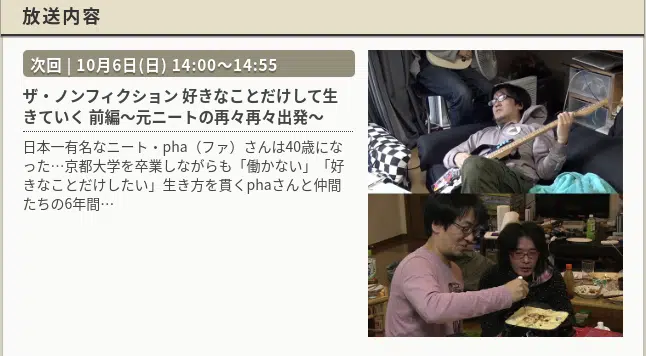 放送内容
次回 | 10月6日(日) 14:00～14:55
ザ・ノンフィクション 好きなことだけして生
きていく 前編～元ニートの再々再々出発～
日本一有名なニート・pha（ファ）さんは40歳にな
った…京都大学を卒業しながらも「働かない」「好
きなことだけしたい」生き方を貫くphaさんと仲間
たちの6年間…